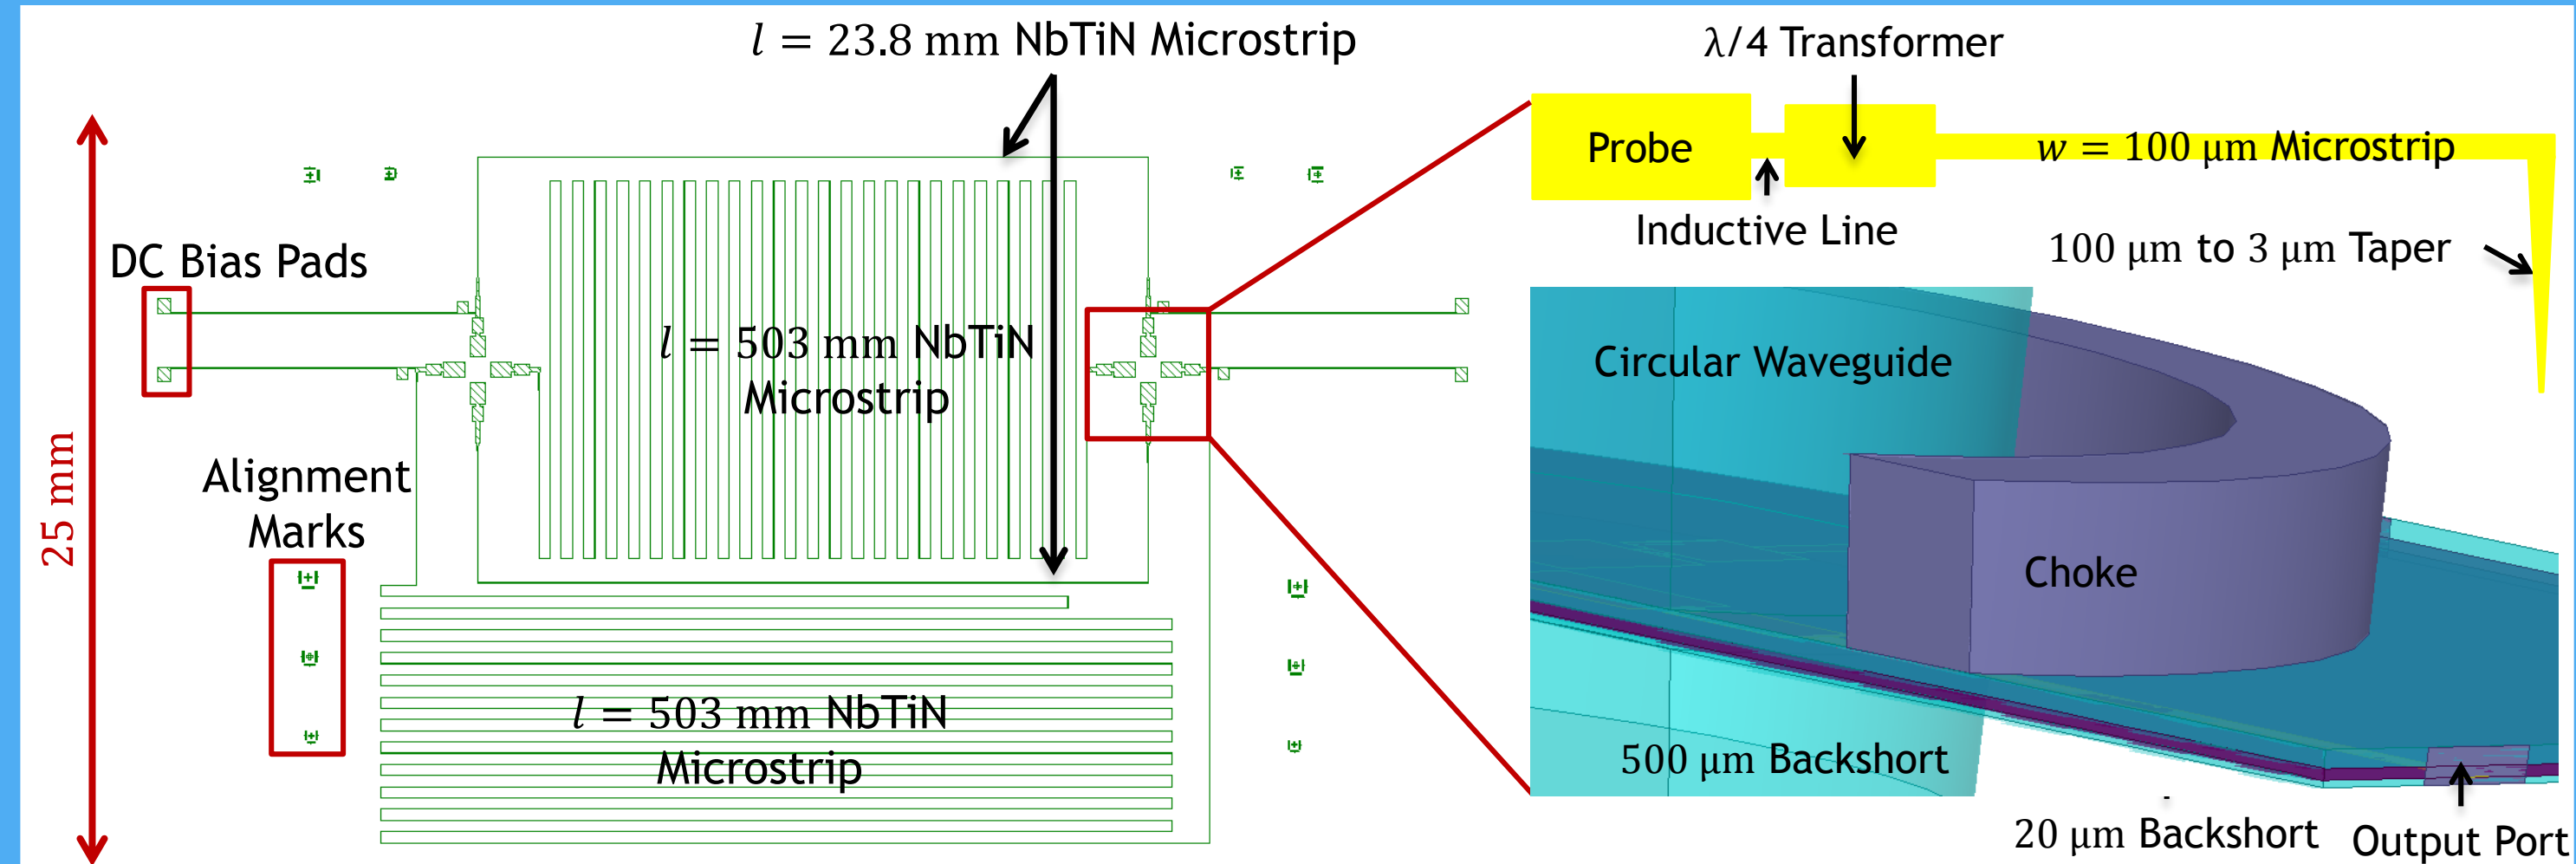 l = 23.8 mm NbTiN Microstrip
λ/4 Transformer
Probe
w = 100 μm Microstrip
Inductive Line
100 μm to 3 μm Taper
DC Bias Pads
l = 503 mm NbTiN
Microstrip
Circular Waveguide
25 mm
Alignment
Marks
Choke
l = 503 mm NbTiN
Microstrip
500 μm Backshort
20 μm Backshort
Output Port